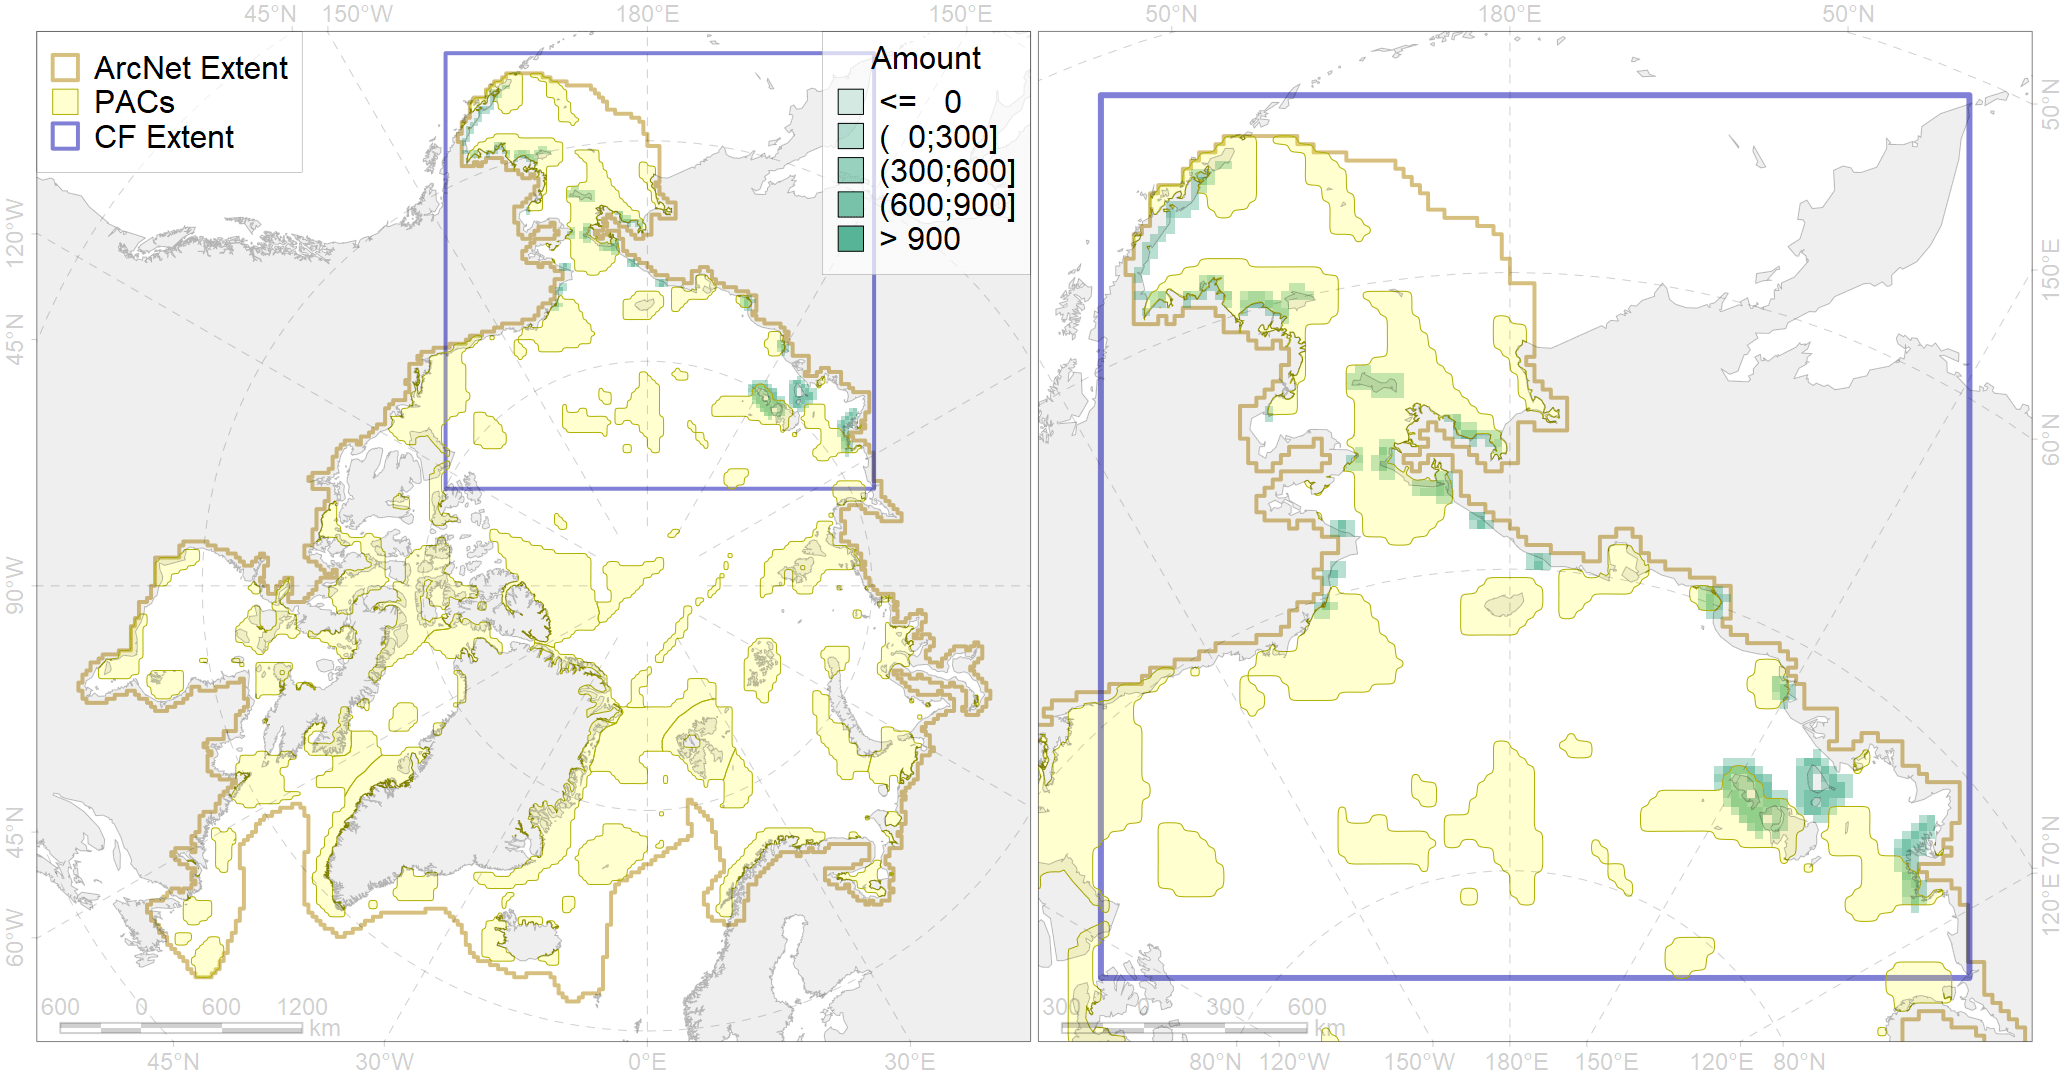 45°N 150°W 180°E 150°E 50°N 180°E 50°N
ArcNet Extent
PACs
CF Extent
Amount
<= 0
( 0;300]
(300;600]
(600;900]
> 900
120°W
45°N
90°W
45°N
60°W
50°N
150°E
60°N
70°N
120°E
600 0 600 1200
km
300 0 300 600
km
45°N 30°W 0°E 30°E 80°N 120°W 150°W 180°E 150°E 120°E 80°N